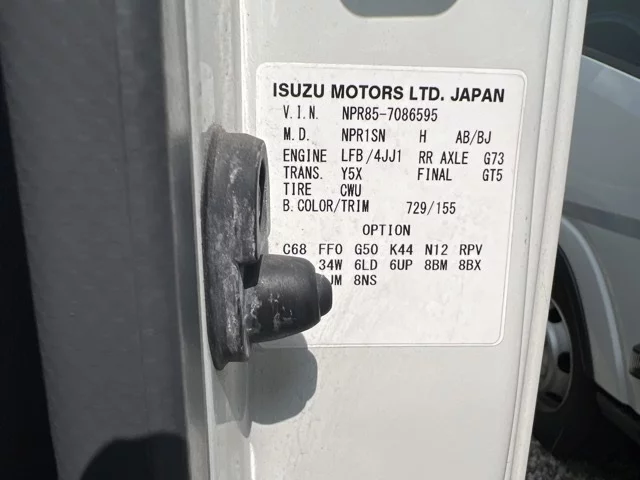 ISUZU MOTORS LTD. JAPAN
V.I.N. NPR85-7086595
M.D. NPR1SN H AB/BJ
ENGINE LFB/4JJ1 RR AXLE G73
TRANS. Y5X FINAL GT5
TIRE CWU
B.COLOR/TRIM 729/155
OPTION
C68 FF0 G50 K44 N12 RPV
34W 6LD 6UP 8BM 8BX
8NS